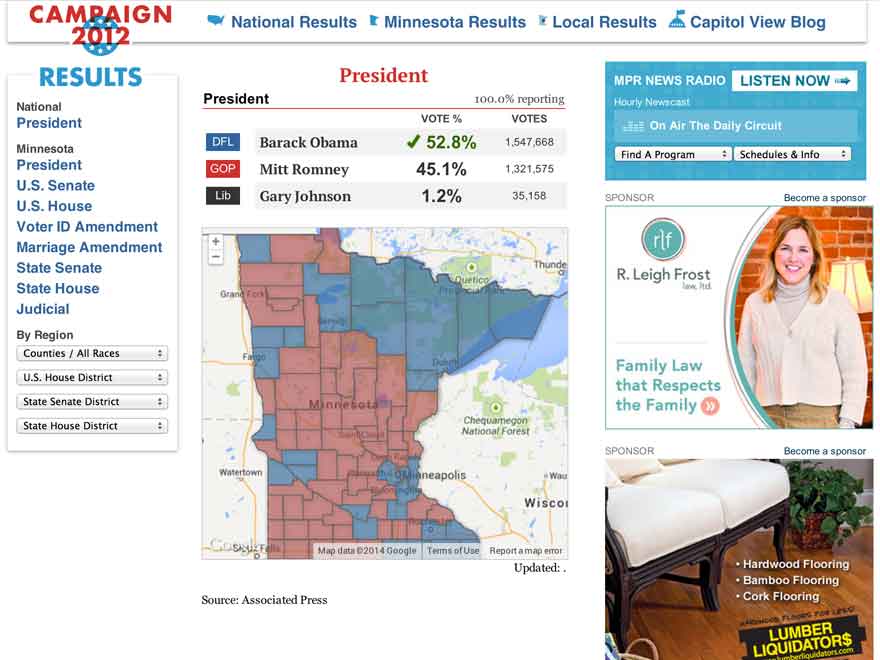 CAMPAIGN
2012
RESULTS
National Results
Minnesota Results
Local Results
Capitol View Blog
National
President
Minnesota
President
U.S. Senate
U.S. House
Voter ID Amendment
Marriage Amendment
State Senate
State House
Judicial
By Region
Counties / All Races
U.S. House District
State Senate District
State House District
President
President 100.0% reporting
VOTE % VOTES
DFL Barack Obama 52.8% 1,547,668
GOP Mitt Romney 45.1% 1,321,575
Lib Gary Johnson 1.2% 35,158
+
−
Thunde
Quetico
Provincial Park
Grand Fork
Bemidji
Fargo
Duluth
Minnesota
Chequamegon
National Forest
Saint Cloud
Watertown
Minneapolis
Wau
Wisco
Sioux Falls
Google
Map data ©2014 Google
Terms of Use
Report a map error
Updated: .
Source: Associated Press
MPR NEWS RADIO LISTEN NOW
Hourly Newscast
On Air The Daily Circuit
Find A Program Schedules & Info
SPONSOR Become a sponsor
r|f
R. Leigh Frost
law, ltd.
Family Law
that Respects
the Family
SPONSOR Become a sponsor
• Hardwood Flooring
• Bamboo Flooring
• Cork Flooring
HARDWOOD FLOORS FOR LESS!
LUMBER
LIQUIDATOR$
lumberliquidators.com